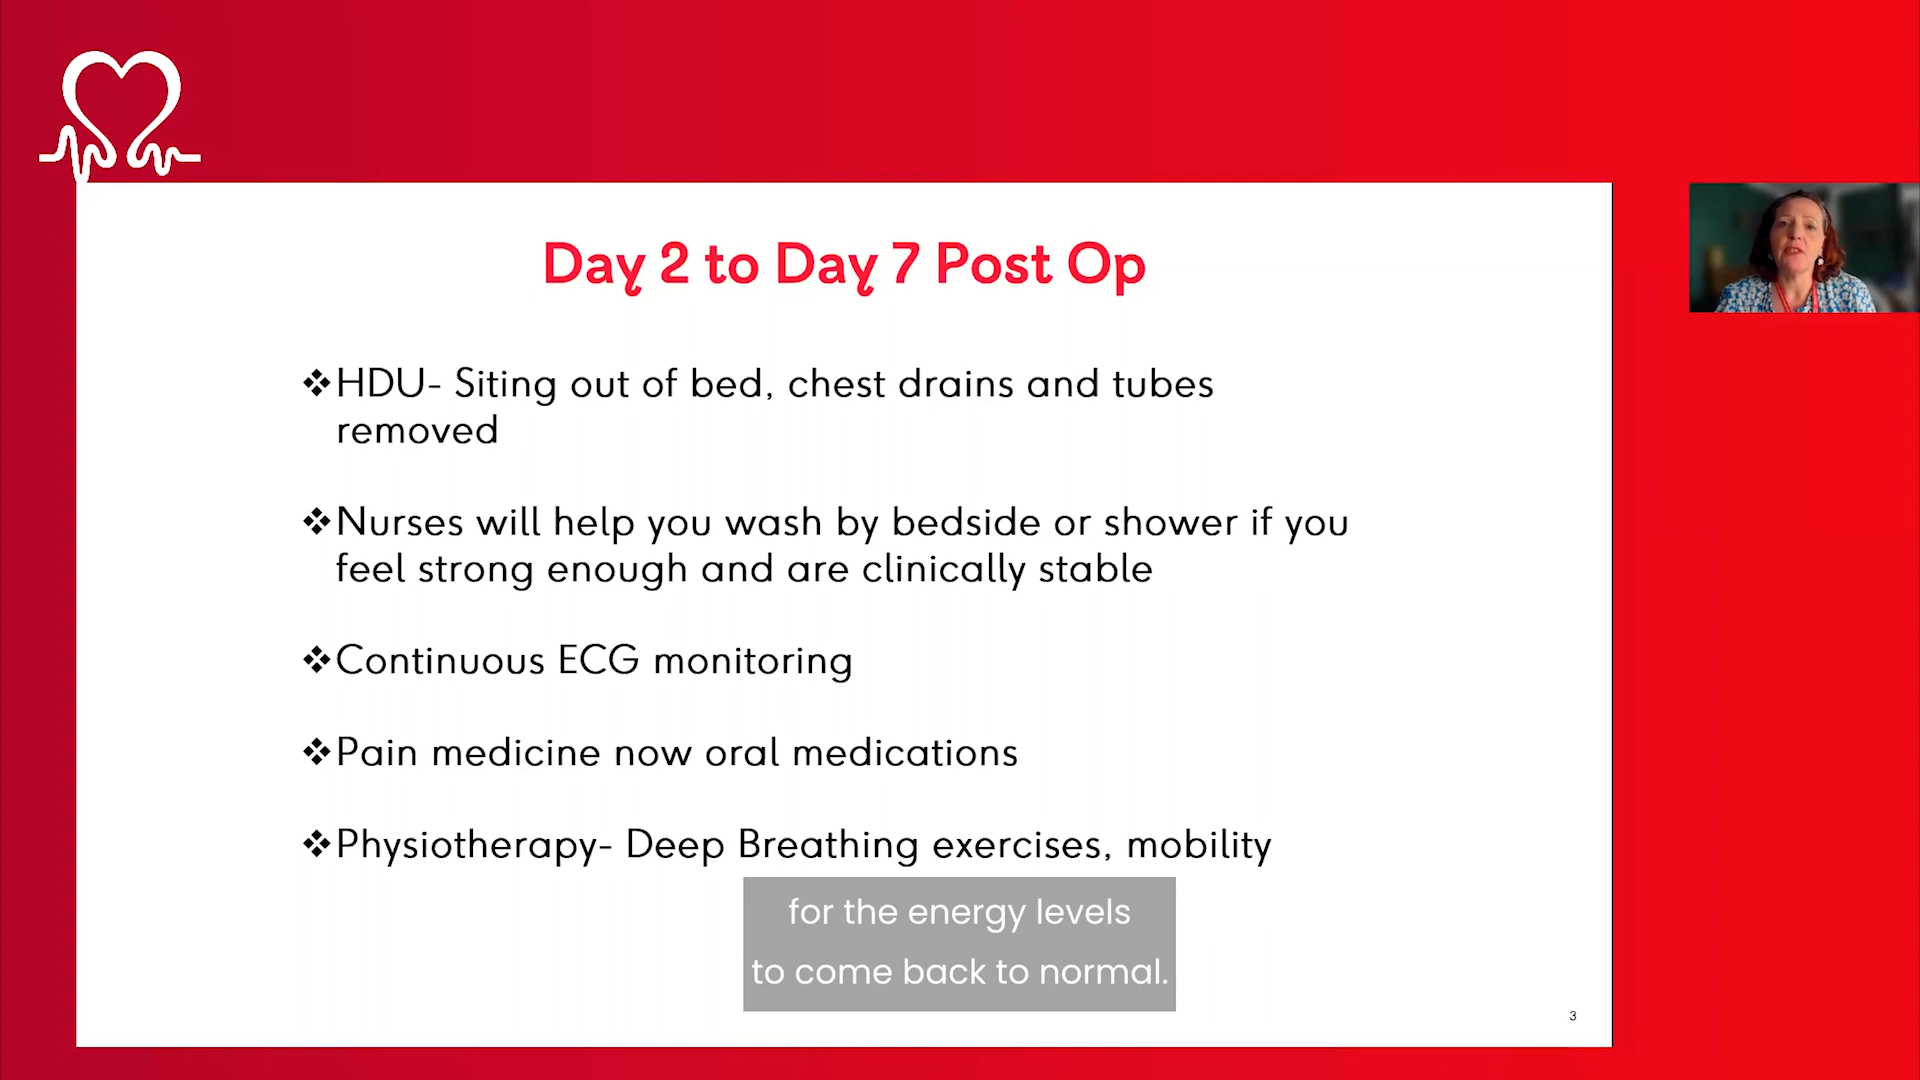 Day 2 to Day 7 Post Op
❖HDU- Siting out of bed, chest drains and tubes
removed
❖Nurses will help you wash by bedside or shower if you
feel strong enough and are clinically stable
❖Continuous ECG monitoring
❖Pain medicine now oral medications
❖Physiotherapy- Deep Breathing exercises, mobility
for the energy levels
to come back to normal.
3